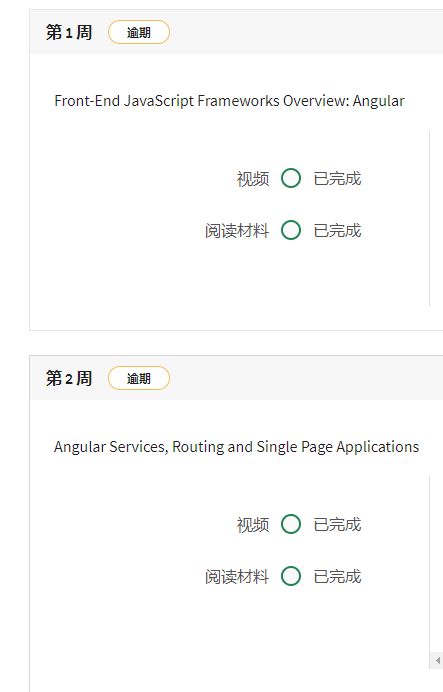 第 1 周 逾期
Front-End JavaScript Frameworks Overview: Angular
视频 已完成
阅读材料 已完成
第 2 周 逾期
Angular Services, Routing and Single Page Applications
视频 已完成
阅读材料 已完成